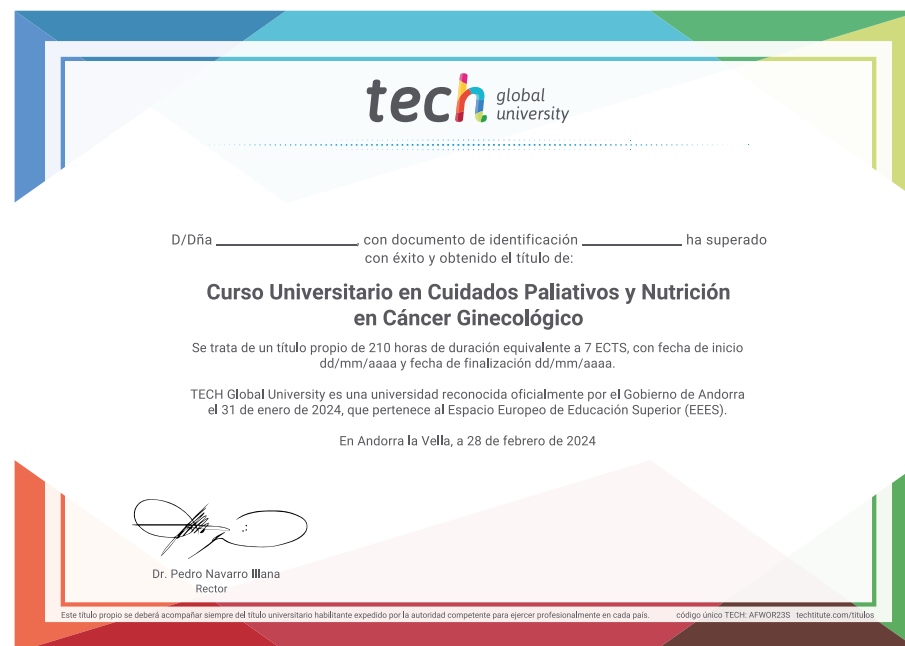 tech global university
D/Dña ____________________, con documento de identificación ______________ ha superado
con éxito y obtenido el título de:
Curso Universitario en Cuidados Paliativos y Nutrición
en Cáncer Ginecológico
Se trata de un título propio de 210 horas de duración equivalente a 7 ECTS, con fecha de inicio
dd/mm/aaaa y fecha de finalización dd/mm/aaaa.
TECH Global University es una universidad reconocida oficialmente por el Gobierno de Andorra
el 31 de enero de 2024, que pertenece al Espacio Europeo de Educación Superior (EEES).
En Andorra la Vella, a 28 de febrero de 2024
Dr. Pedro Navarro Illana
Rector
Este título propio se deberá acompañar siempre del título universitario habilitante expedido por la autoridad competente para ejercer profesionalmente en cada país. código único TECH: AFWOR23S techtitute.com/titulos